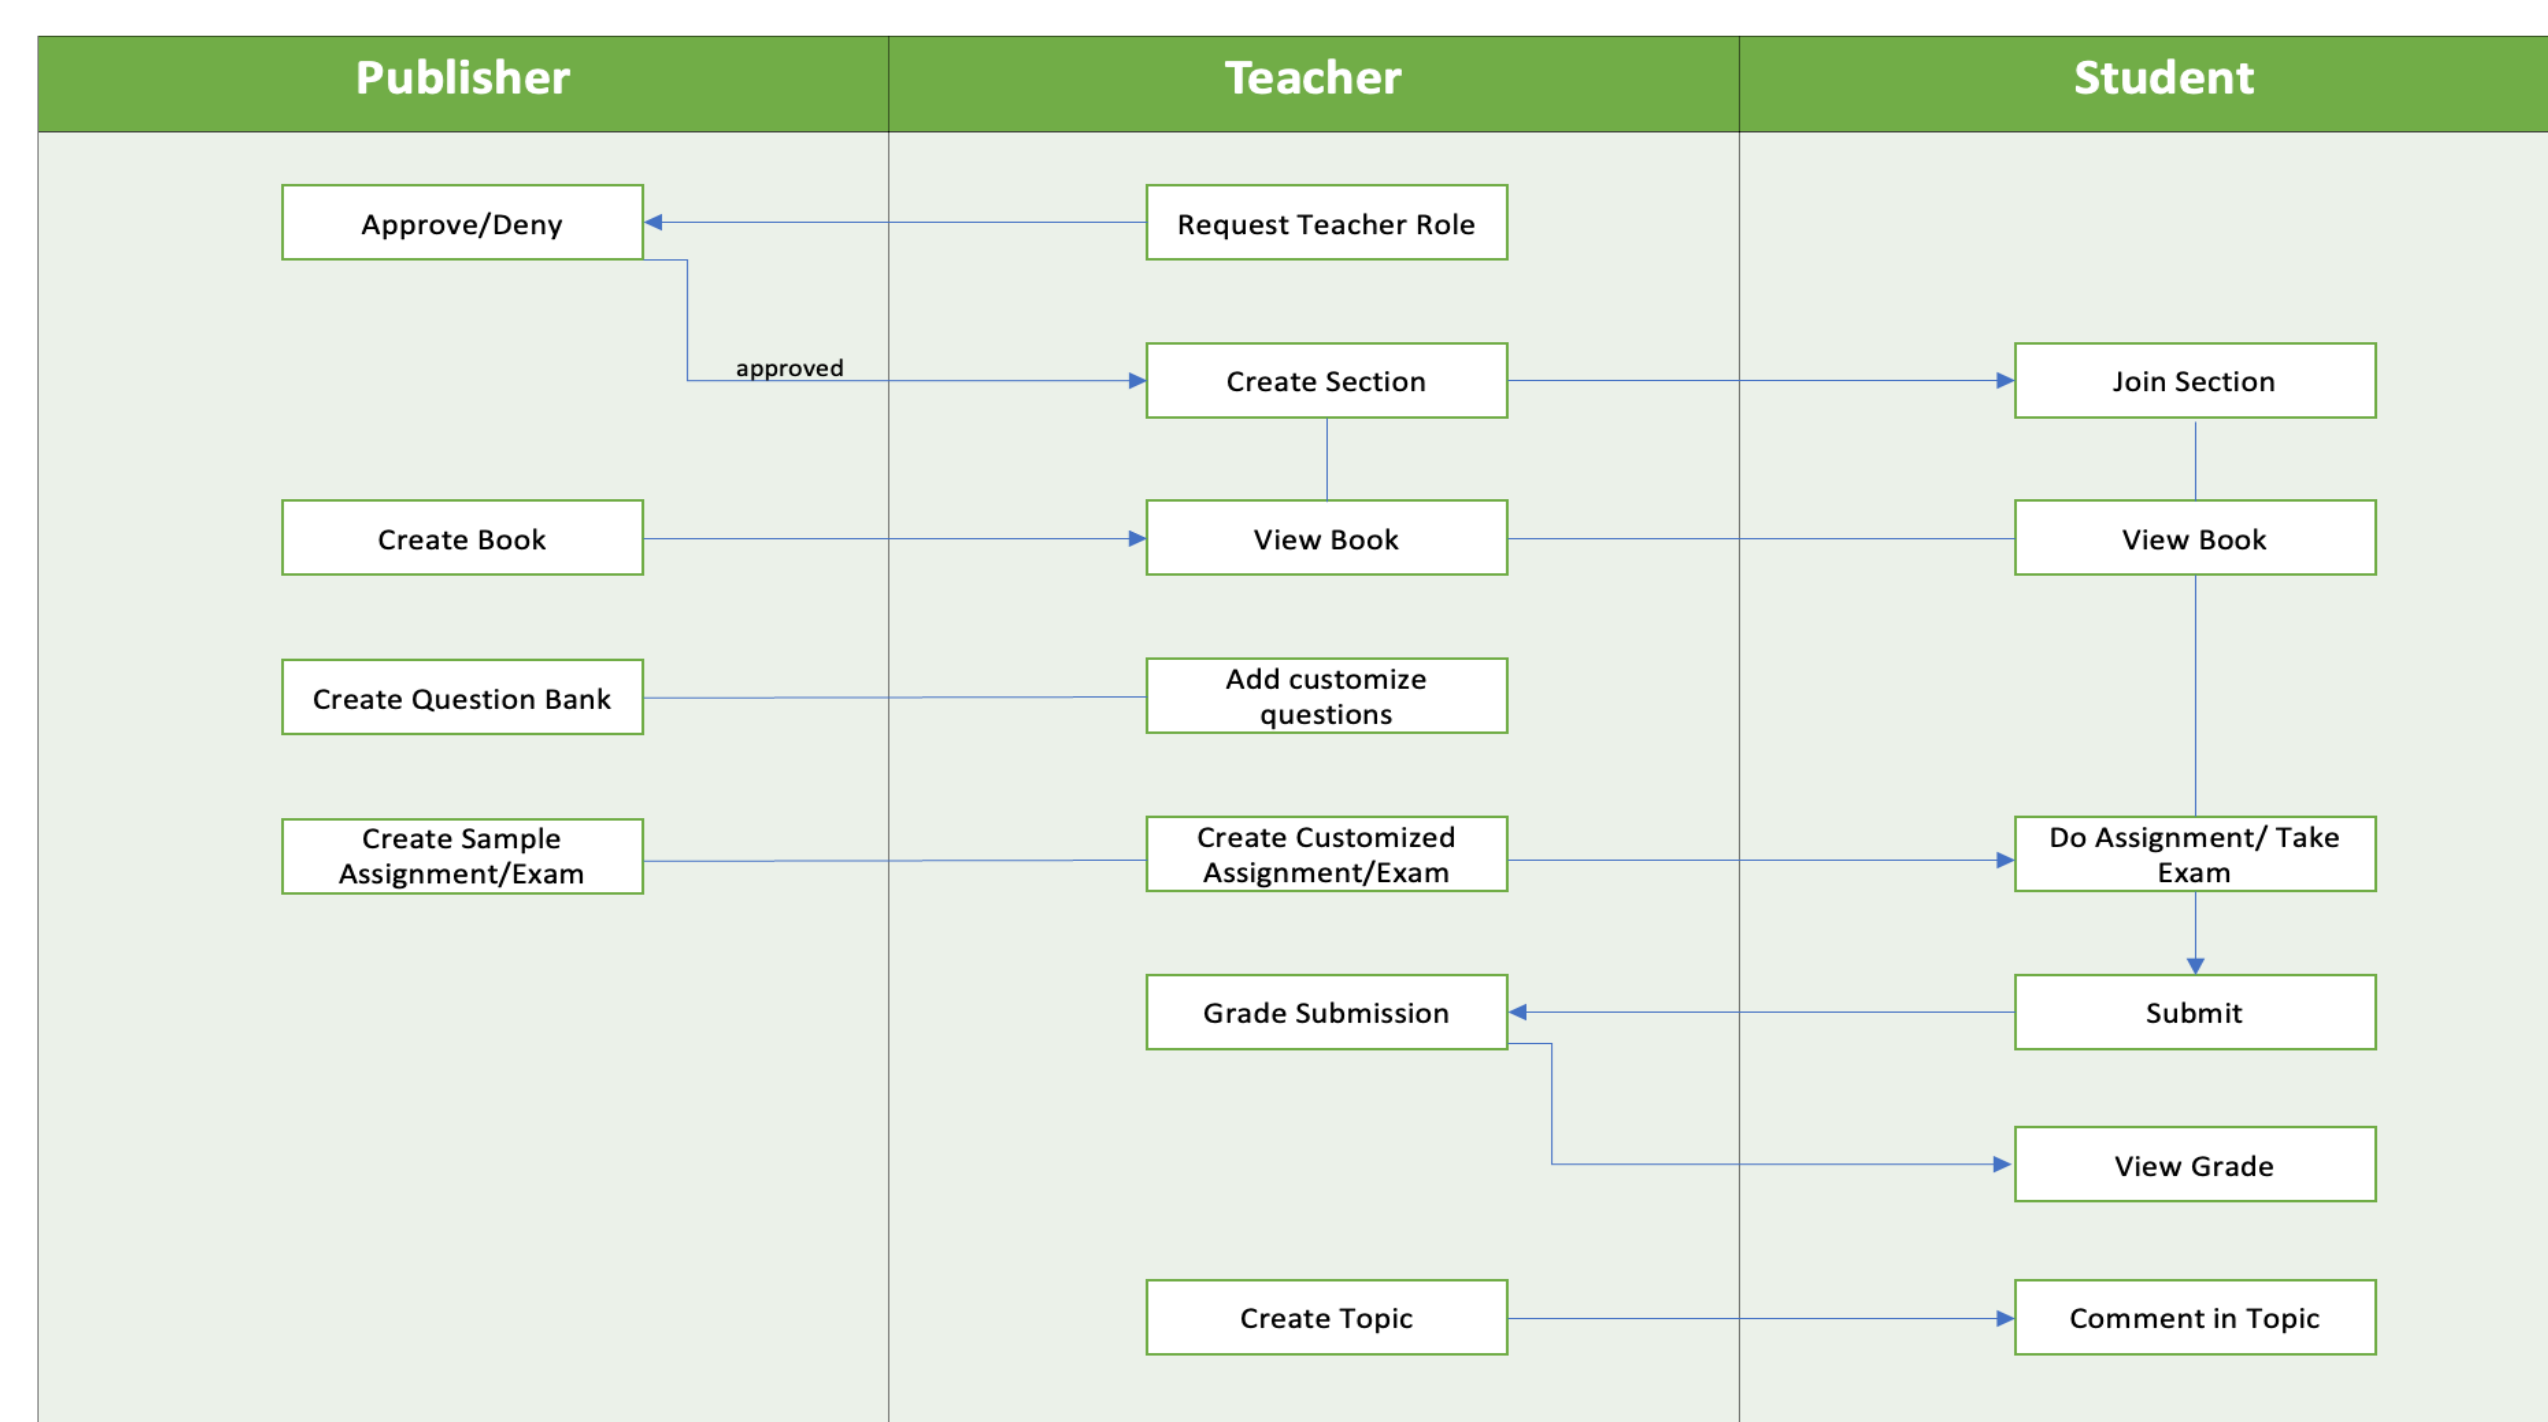 Publisher
Teacher
Student
Approve/Deny
Request Teacher Role
approved
Create Section
Join Section
Create Book
View Book
View Book
Create Question Bank
Add customize
questions
Create Sample
Assignment/Exam
Create Customized
Assignment/Exam
Do Assignment/ Take
Exam
Grade Submission
Submit
View Grade
Create Topic
Comment in Topic